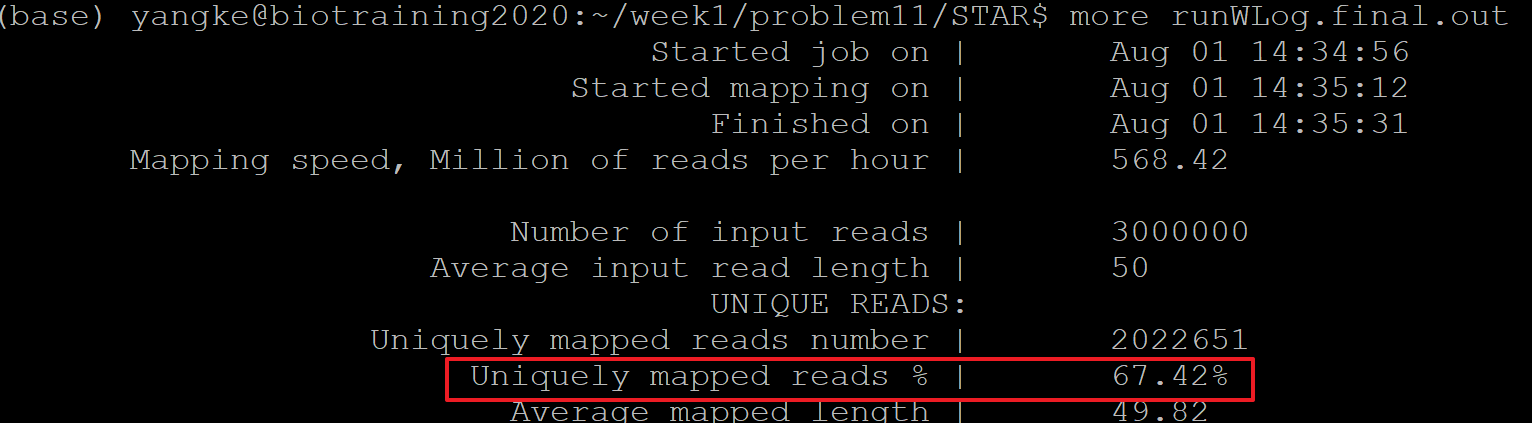 (base) yangke@biotraining2020:~/week1/problem11/STAR$ more runWLog.final.out
Started job on | Aug 01 14:34:56
Started mapping on | Aug 01 14:35:12
Finished on | Aug 01 14:35:31
Mapping speed, Million of reads per hour | 568.42
Number of input reads | 3000000
Average input read length | 50
UNIQUE READS:
Uniquely mapped reads number | 2022651
Uniquely mapped reads % | 67.42%
Average mapped length | 49.82